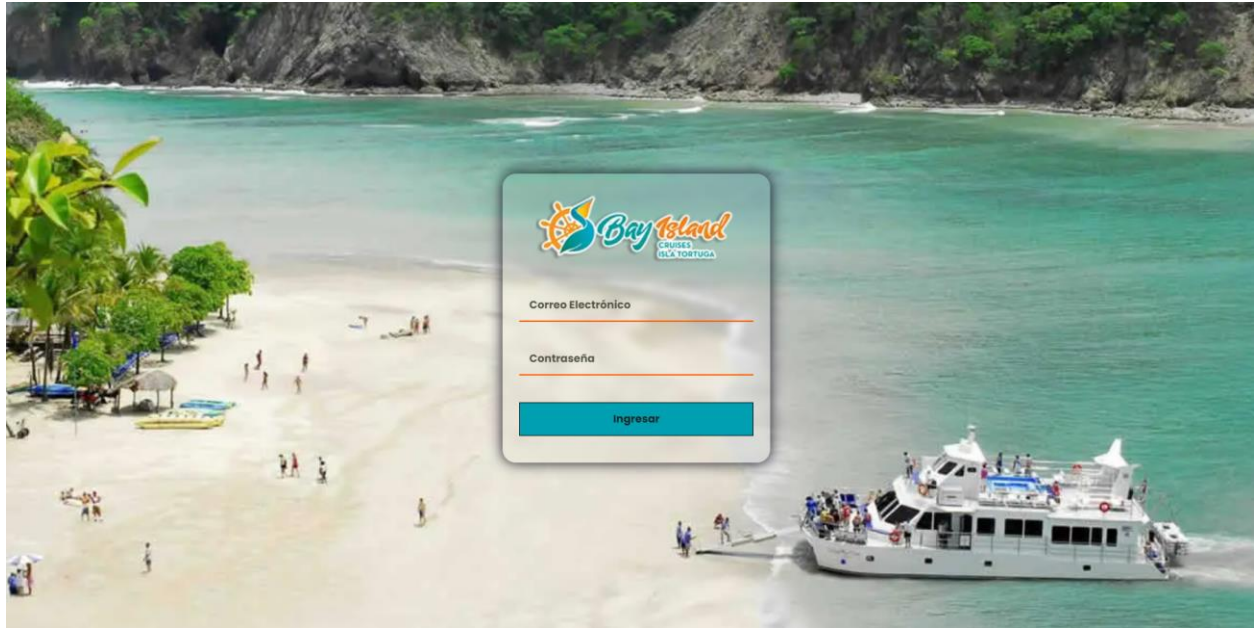 Bay Island
CRUISES
ISLA TORTUGA
Correo Electrónico
Contraseña
Ingresar